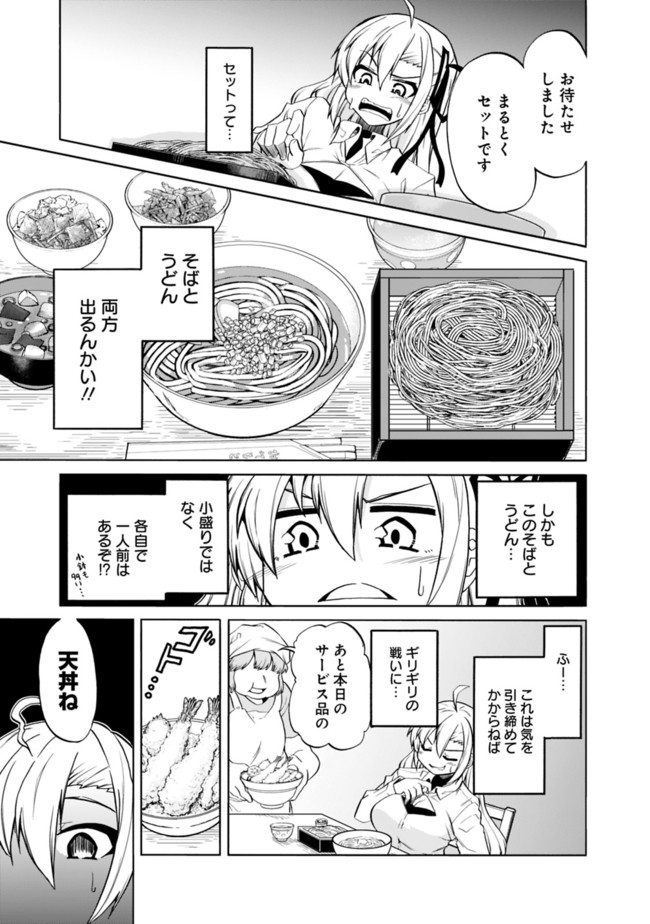 お待たせ
しました
まるとく
セットです
セットって…
そばと
うどん
両方
出るんかい!!
しかも
このそばと
うどん…
小盛りでは
なく
各自で
一人前は
あるぞ!?
小鉢も
ふー…
これは気を
引き締めて
かからねば
ギリギリの
戦いに…
あと本日の
サービス品の
ゴトッ…
天丼ね